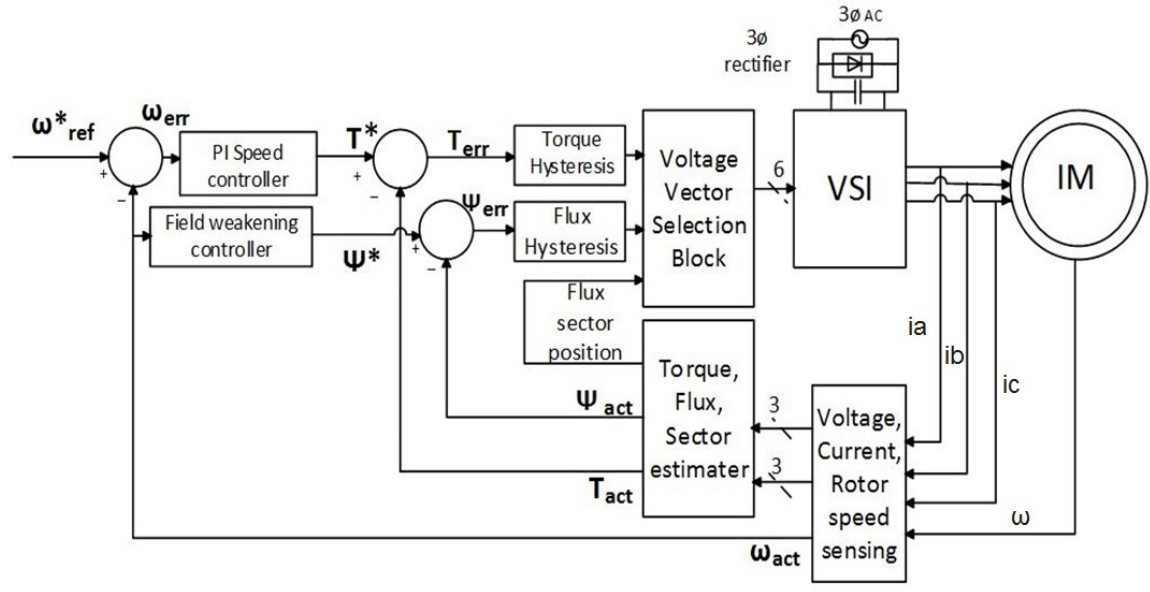 3ø AC
3ø
rectifier
ω*ref
ωerr
+
−
PI Speed
controller
T*
+
−
Terr
Torque
Hysteresis
Voltage
Vector
Selection
Block
6
VSI
IM
Field weakening
controller
Ψ*
+
−
Ψerr
Flux
Hysteresis
Flux
sector
position
Torque,
Flux,
Sector
estimater
Ψ act
Tact
3
3
Voltage,
Current,
Rotor
speed
sensing
ia
ib
ic
ω
ωact